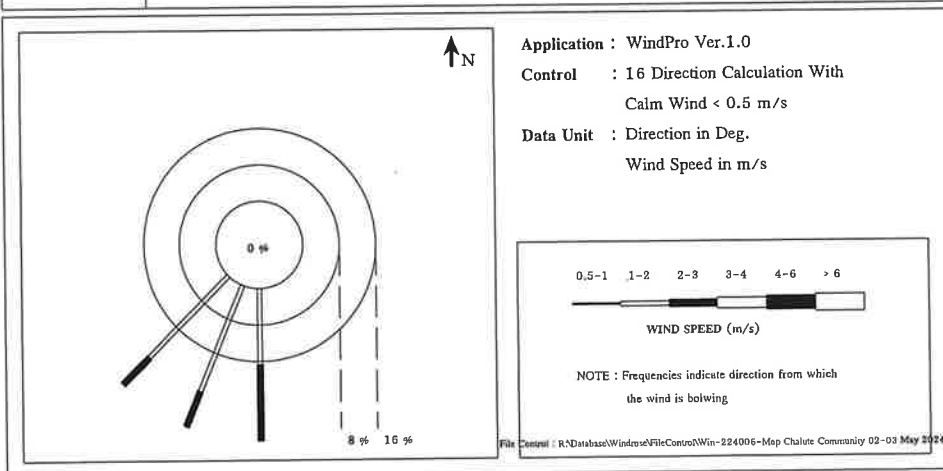 N
0 %
8 % 16 %
Application : WindPro Ver.1.0
Control : 16 Direction Calculation With
Calm Wind < 0.5 m/s
Data Unit : Direction in Deg.
Wind Speed in m/s
0.5-1 1-2 2-3 3-4 4-6 > 6
WIND SPEED (m/s)
NOTE : Frequencies indicate direction from which
the wind is bolwing
File Control : R:\Database\Windrose\FileControl\Win-224006-Map Chalute Community 02-03 May 2024